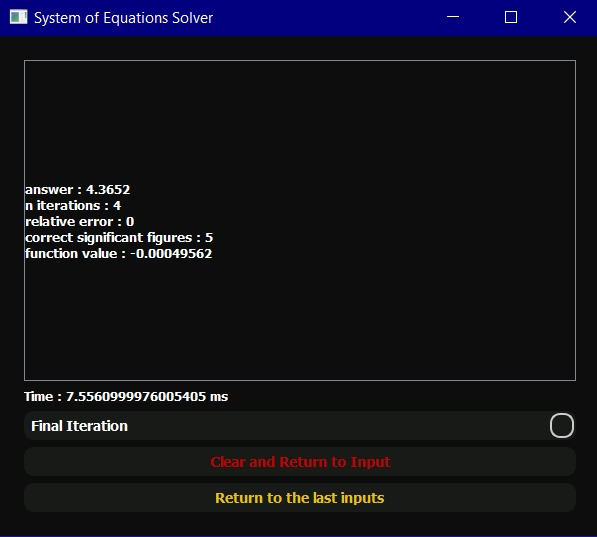 System of Equations Solver
answer : 4.3652
n iterations : 4
relative error : 0
correct significant figures : 5
function value : -0.00049562
Time : 7.5560999976005405 ms
Final Iteration
Clear and Return to Input
Return to the last inputs